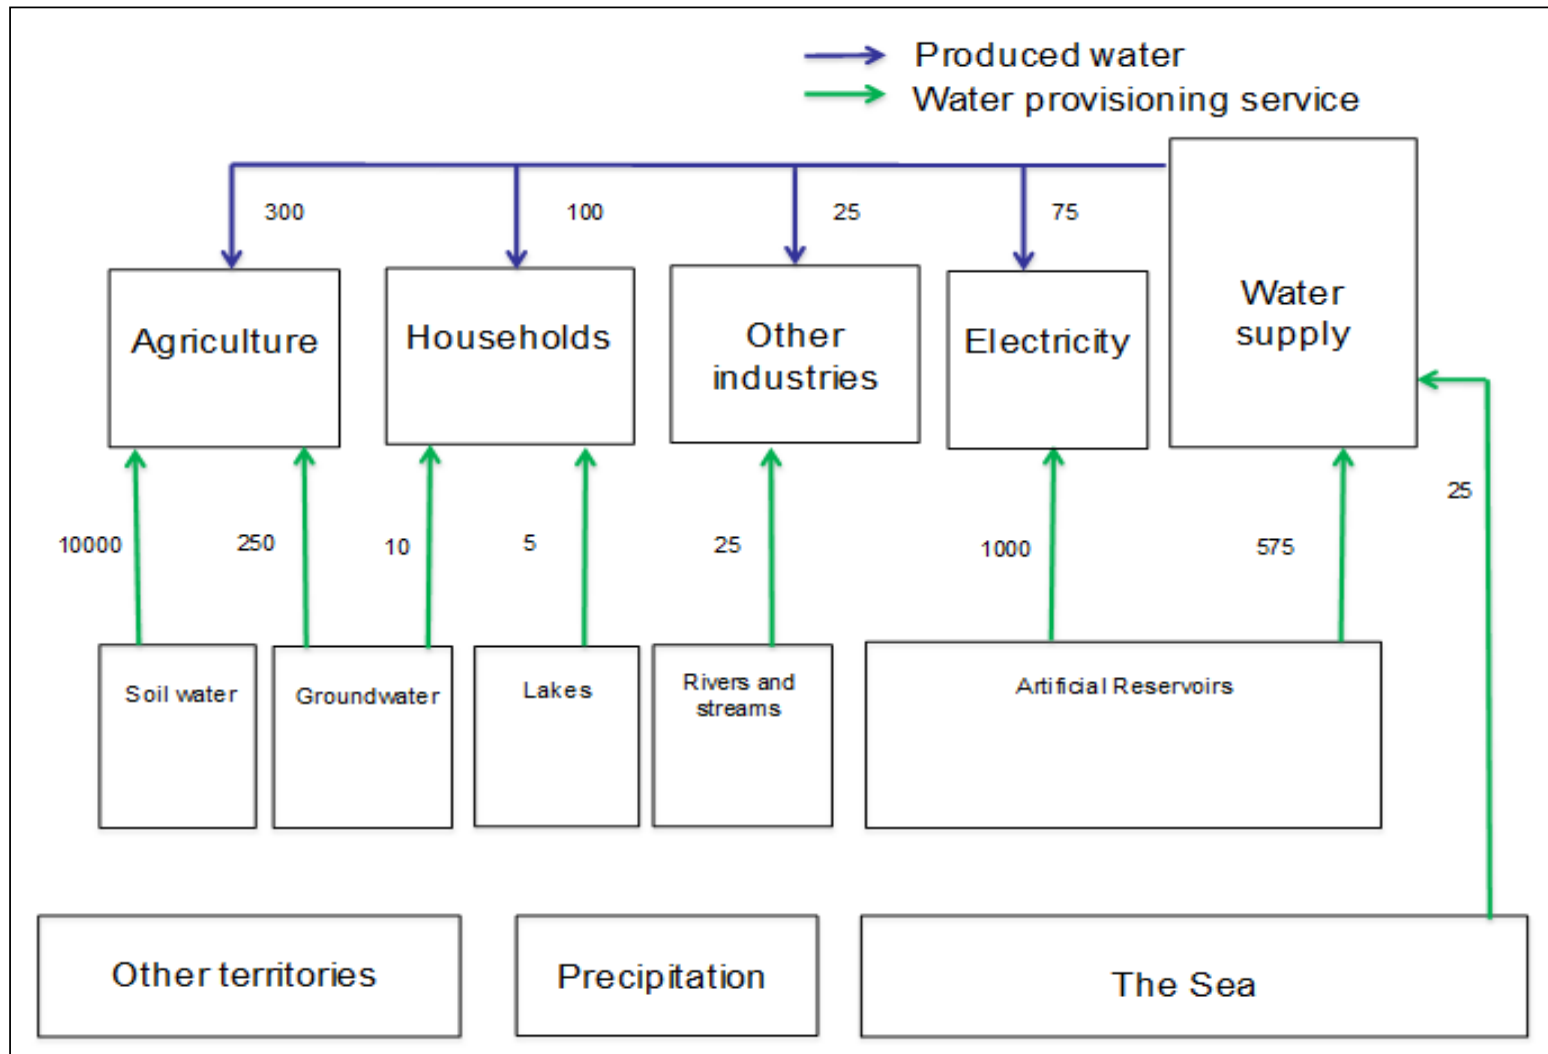 Produced water
Water provisioning service
300
100
25
75
Agriculture
Households
Other
industries
Electricity
Water
supply
10000
250
10
5
25
1000
575
25
Soil water
Groundwater
Lakes
Rivers and
streams
Artificial Reservoirs
Other territories
Precipitation
The Sea